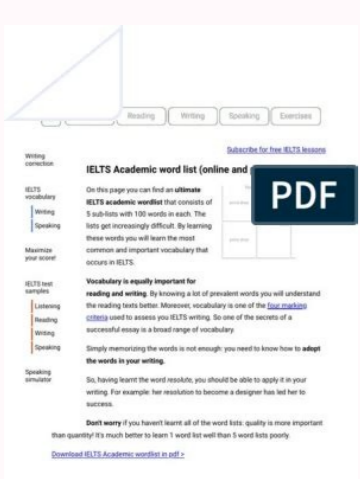 Reading Writing Speaking Exercises
Subscribe for free IELTS lessons
Writing
correction
IELTS
vocabulary
Writing
Speaking
Maximize
your score!
IELTS test
samples
Listening
Reading
Writing
Speaking
Speaking
simulator
IELTS Academic word list (online and
PDF
On this page you can find an ultimate
IELTS academic wordlist that consists of
5 sub-lists with 100 words in each. The
lists get increasingly difficult. By learning
these words you will learn the most
common and important vocabulary that
occurs in IELTS.
Vocabulary is equally important for
reading and writing. By knowing a lot of prevalent words you will understand
the reading texts better. Moreover, vocabulary is one of the four marking
criteria used to assess you IELTS writing. So one of the secrets of a
successful essay is a broad range of vocabulary.
Simply memorizing the words is not enough: you need to know how to adopt
the words in your writing.
So, having learnt the word resolute, you should be able to apply it in your
writing. For example: her resolution to become a designer has led her to
success.
Don't worry if you haven't learnt all of the word lists: quality is more important
than quantity! It's much better to learn 1 word list well than 5 word lists poorly.
Download IELTS Academic wordlist in pdf >